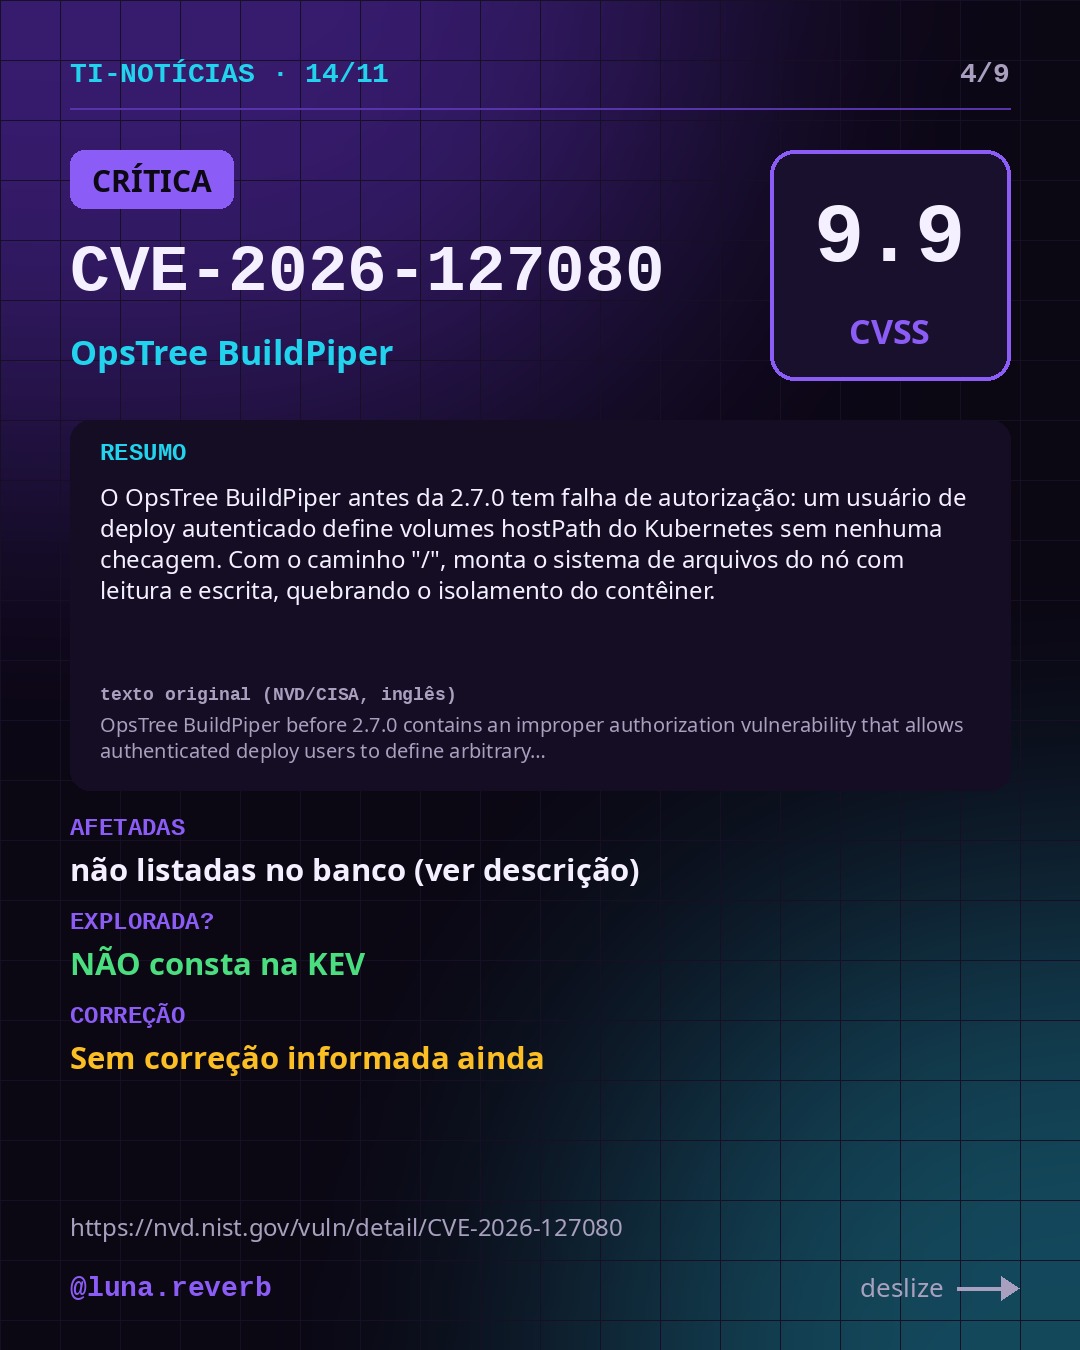 TI-NOTÍCIAS · 14/11
4/9
CRÍTICA
CVE-2026-127080
OpsTree BuildPiper
9.9
CVSS
RESUMO
O OpsTree BuildPiper antes da 2.7.0 tem falha de autorização: um usuário de
deploy autenticado define volumes hostPath do Kubernetes sem nenhuma
checagem. Com o caminho "/", monta o sistema de arquivos do nó com
leitura e escrita, quebrando o isolamento do contêiner.
texto original (NVD/CISA, inglês)
OpsTree BuildPiper before 2.7.0 contains an improper authorization vulnerability that allows
authenticated deploy users to define arbitrary...
AFETADAS
não listadas no banco (ver descrição)
EXPLORADA?
NÃO consta na KEV
CORREÇÃO
Sem correção informada ainda
https://nvd.nist.gov/vuln/detail/CVE-2026-127080
@luna.reverb
deslize